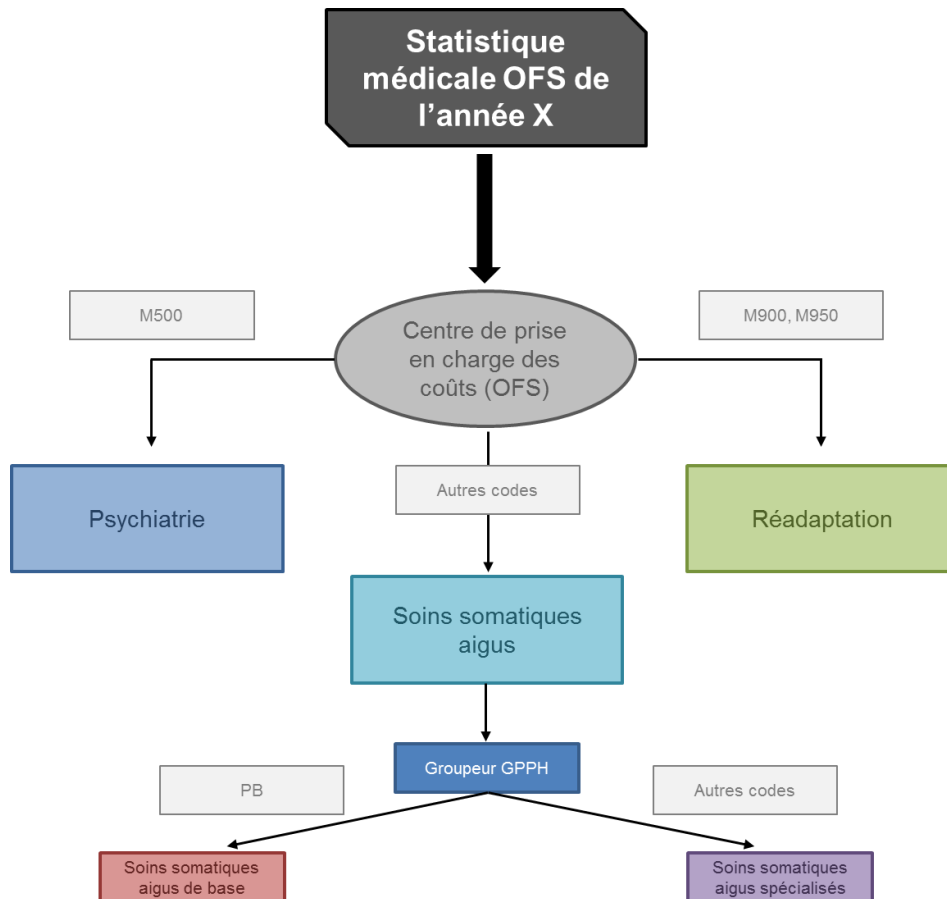 Statistique
médicale OFS de
l'année X
M500
M900, M950
Centre de prise
en charge des
coûts (OFS)
Psychiatrie
Autres codes
Réadaptation
Soins somatiques
aigus
Groupeur GPPH
PB
Autres codes
Soins somatiques
aigus de base
Soins somatiques
aigus spécialisés